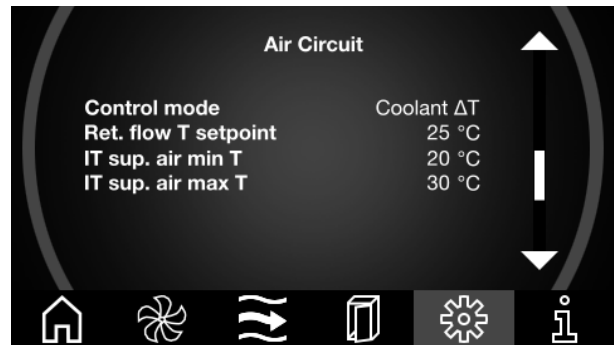 Air Circuit
Control mode Coolant ΔT
Ret. flow T setpoint 25 °C
IT sup. air min T 20 °C
IT sup. air max T 30 °C